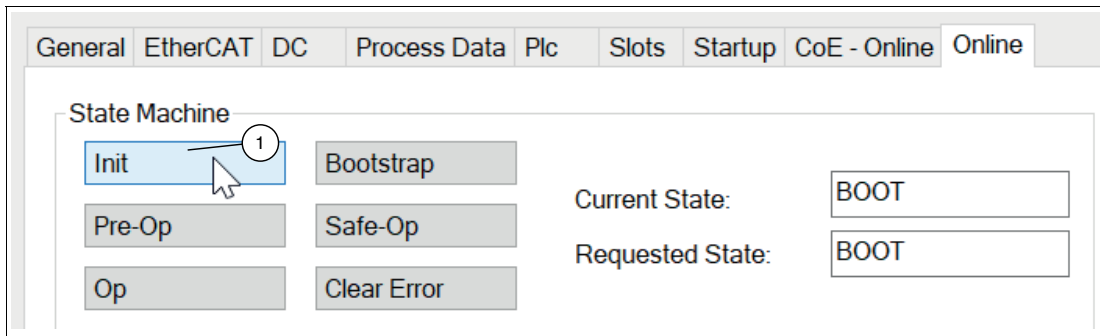 General EtherCAT DC Process Data Plc Slots Startup CoE - Online Online
State Machine
1
Init Bootstrap
Current State: BOOT
Pre-Op Safe-Op
Requested State: BOOT
Op Clear Error